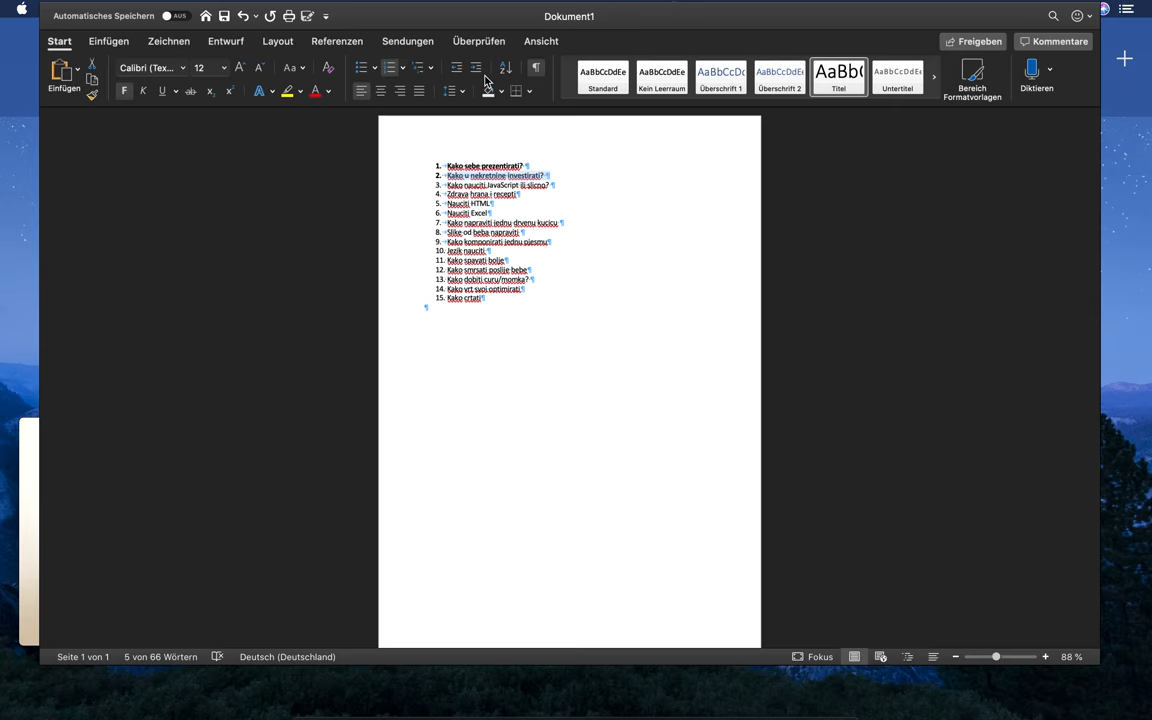 Automatisches Speichern AUS
Dokument1
Start Einfügen Zeichnen Entwurf Layout Referenzen Sendungen Überprüfen Ansicht
Freigeben Kommentare
Einfügen
Calibri (Tex... 12
AaBbCcDdEe
Standard
AaBbCcDdEe
Kein Leerraum
AaBbCcDc
Überschrift 1
AaBbCcDdEe
Überschrift 2
AaBb(
Titel
AaBbCcDdEe
Untertitel
Bereich
Formatvorlagen
Diktieren
1. Kako sebe prezentirati? ¶
2. Kako u nekretnine investirati? ¶
3. Kako nauciti JavaScript ili slicno? ¶
4. Zdrava hrana i recepti¶
5. Nauciti HTML¶
6. Nauciti Excel¶
7. Kako napraviti jednu drvenu kucicu ¶
8. Slike od beba napraviti ¶
9. Kako komponirati jednu pjesmu¶
10. Jezik nauciti ¶
11. Kako spavati bolje¶
12. Kako smrsati poslije bebe¶
13. Kako dobiti curu/momka? ¶
14. Kako vrt svoj optimirati¶
15. Kako crtati¶
¶
Seite 1 von 1 5 von 66 Wörtern Deutsch (Deutschland) Fokus 88 %